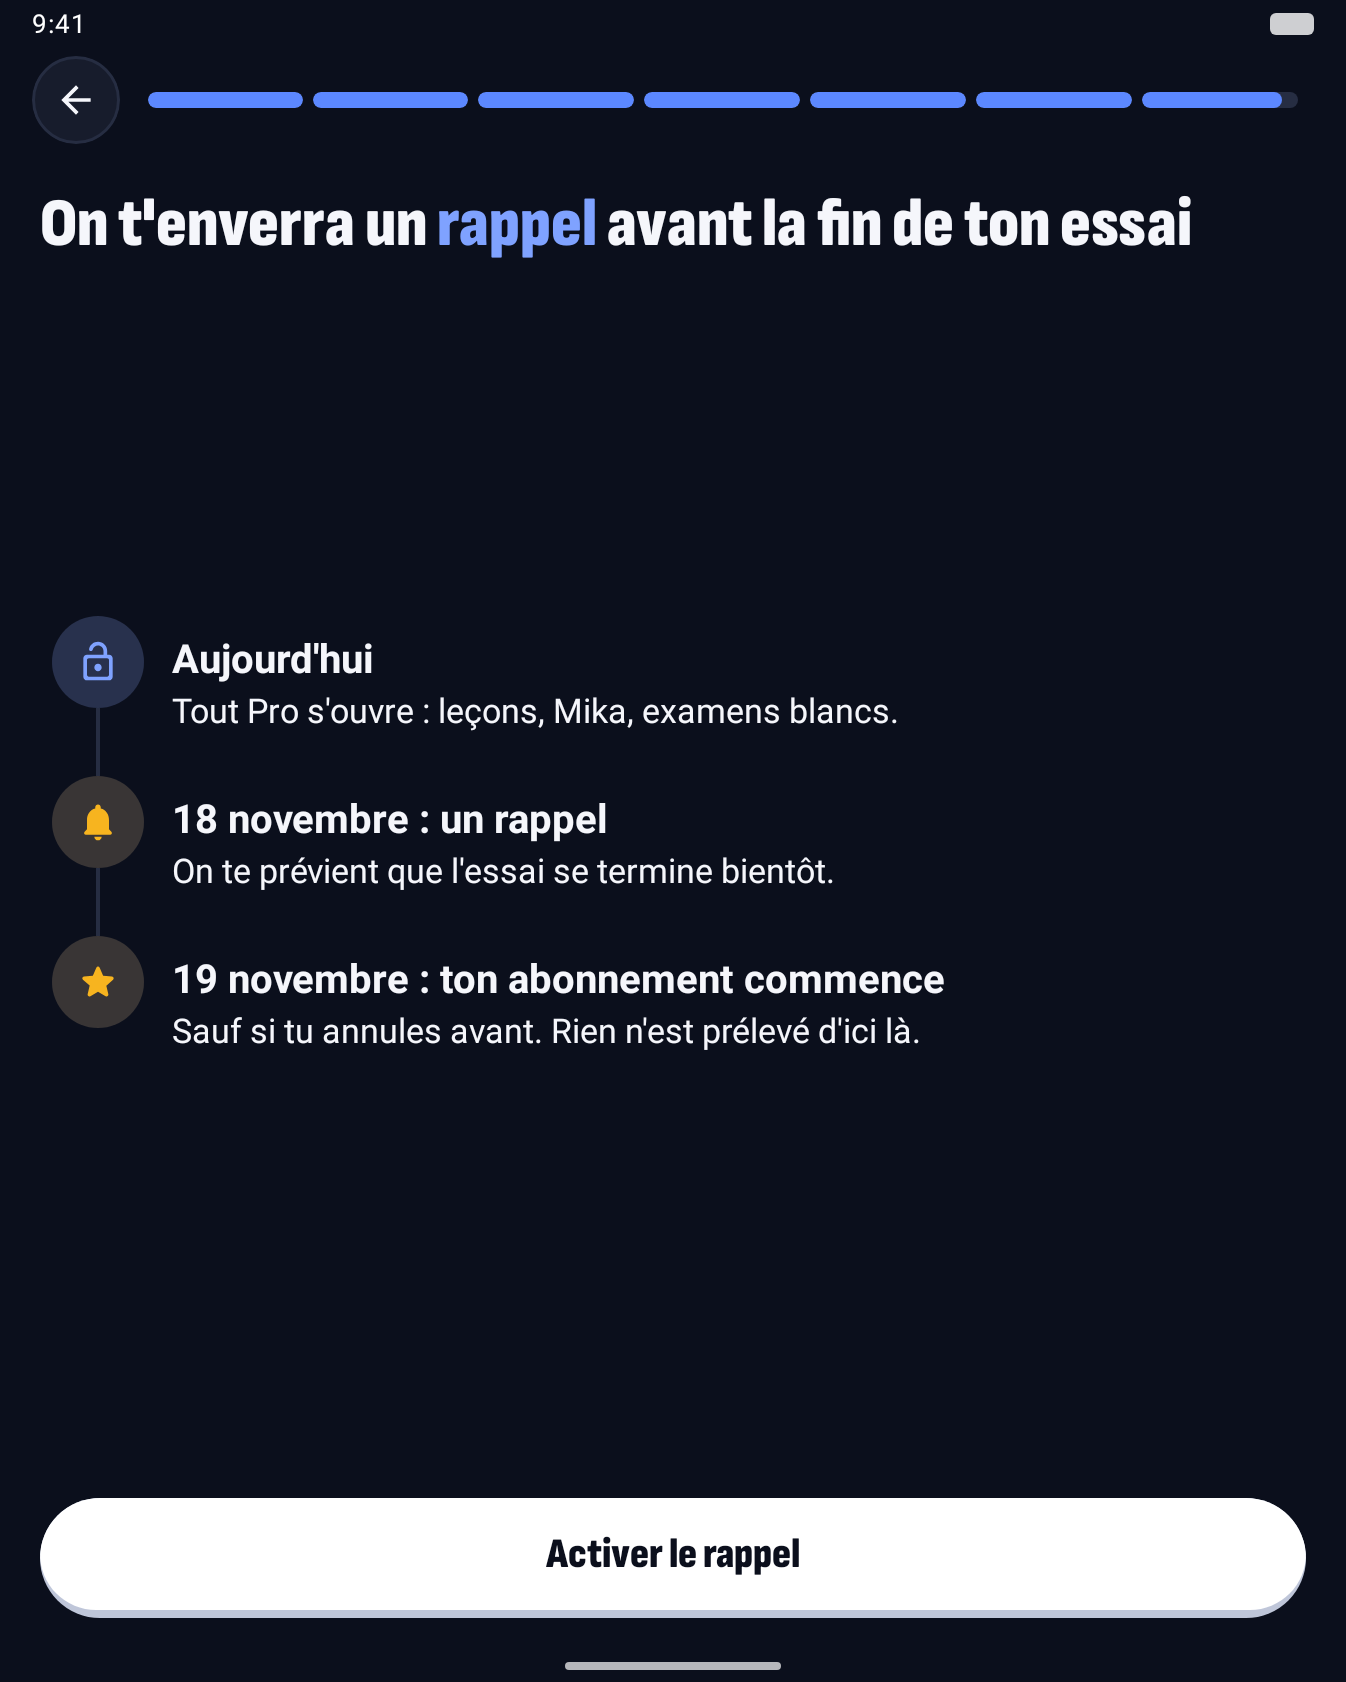 9:41
On t'enverra un rappel avant la fin de ton essai
Aujourd'hui
Tout Pro s'ouvre : leçons, Mika, examens blancs.
18 novembre : un rappel
On te prévient que l'essai se termine bientôt.
19 novembre : ton abonnement commence
Sauf si tu annules avant. Rien n'est prélevé d'ici là.
Activer le rappel